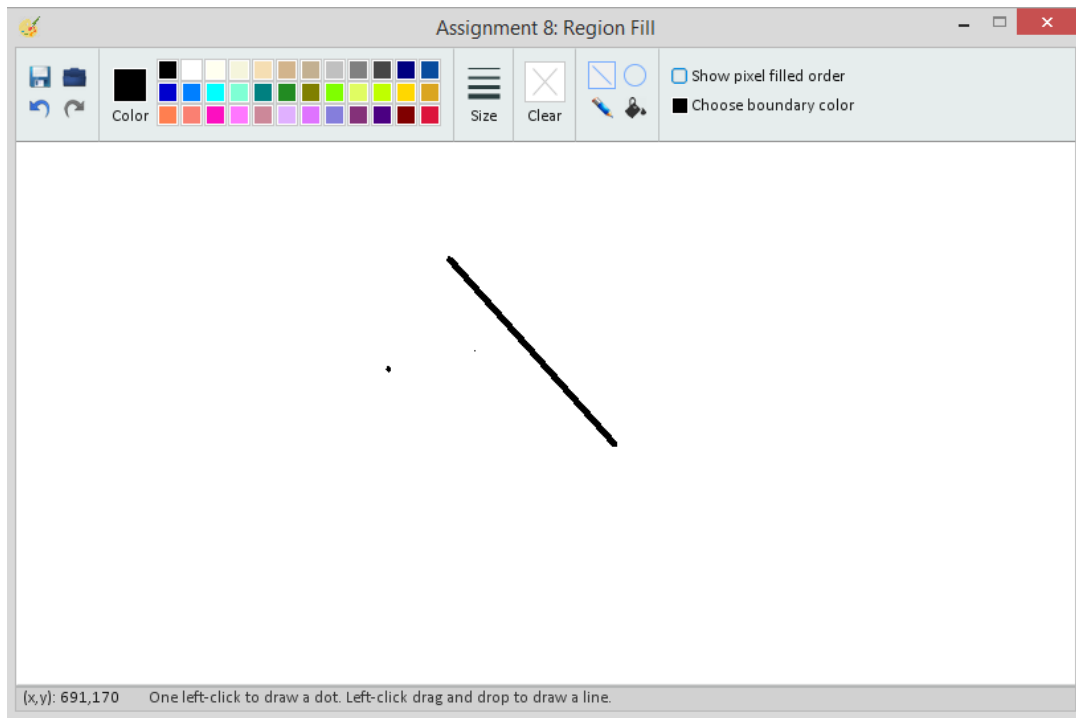 Assignment 8: Region Fill
Show pixel filled order
Choose boundary color
Color
Size
Clear
(x,y): 691,170 One left-click to draw a dot. Left-click drag and drop to draw a line.